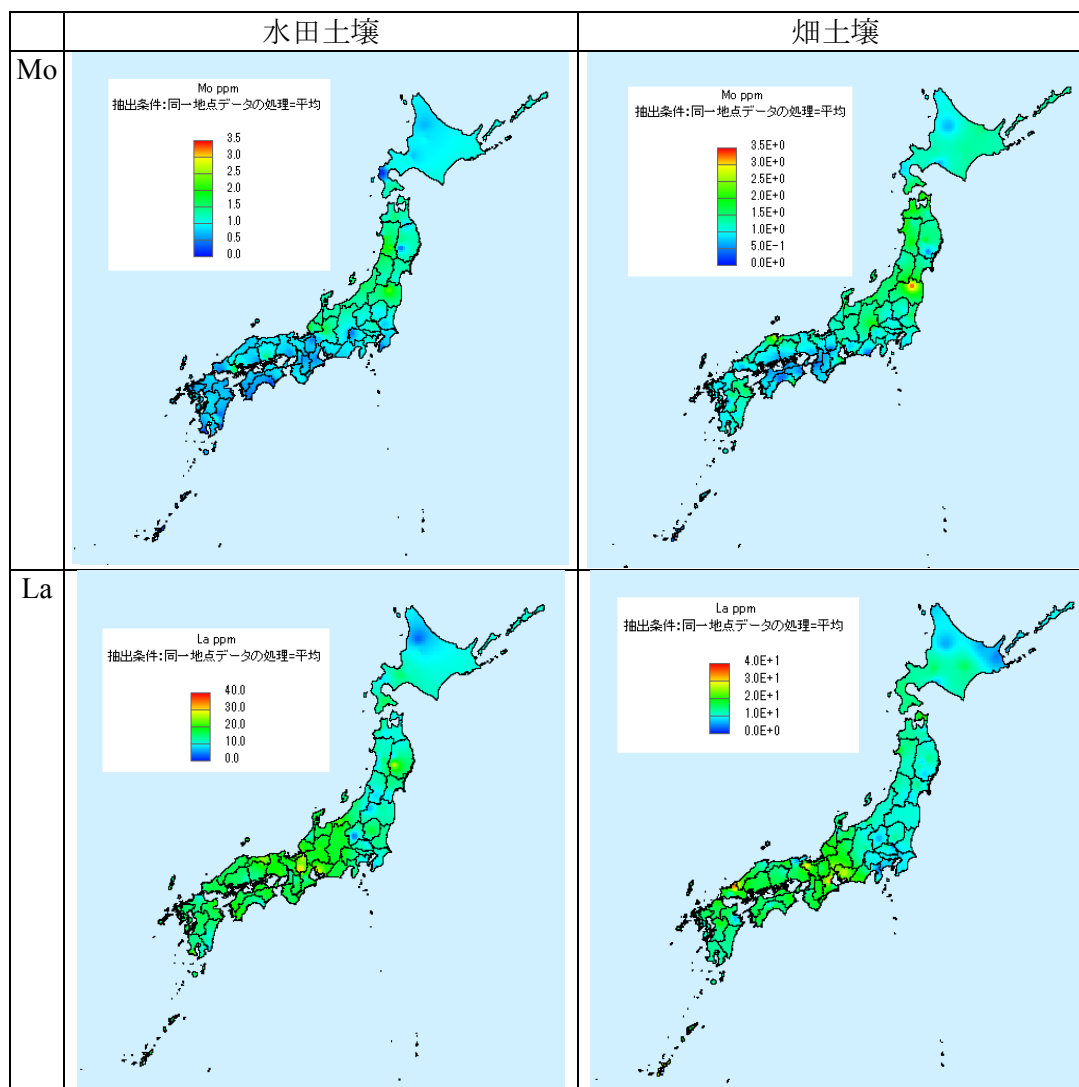 水田土壌
畑土壌
Mo
Mo ppm
抽出条件:同一地点データの処理=平均
3.5
3.0
2.5
2.0
1.5
1.0
0.5
0.0
Mo ppm
抽出条件:同一地点データの処理=平均
3.5E+0
3.0E+0
2.5E+0
2.0E+0
1.5E+0
1.0E+0
5.0E-1
0.0E+0
La
La ppm
抽出条件:同一地点データの処理=平均
40.0
30.0
20.0
10.0
0.0
La ppm
抽出条件:同一地点データの処理=平均
4.0E+1
3.0E+1
2.0E+1
1.0E+1
0.0E+0